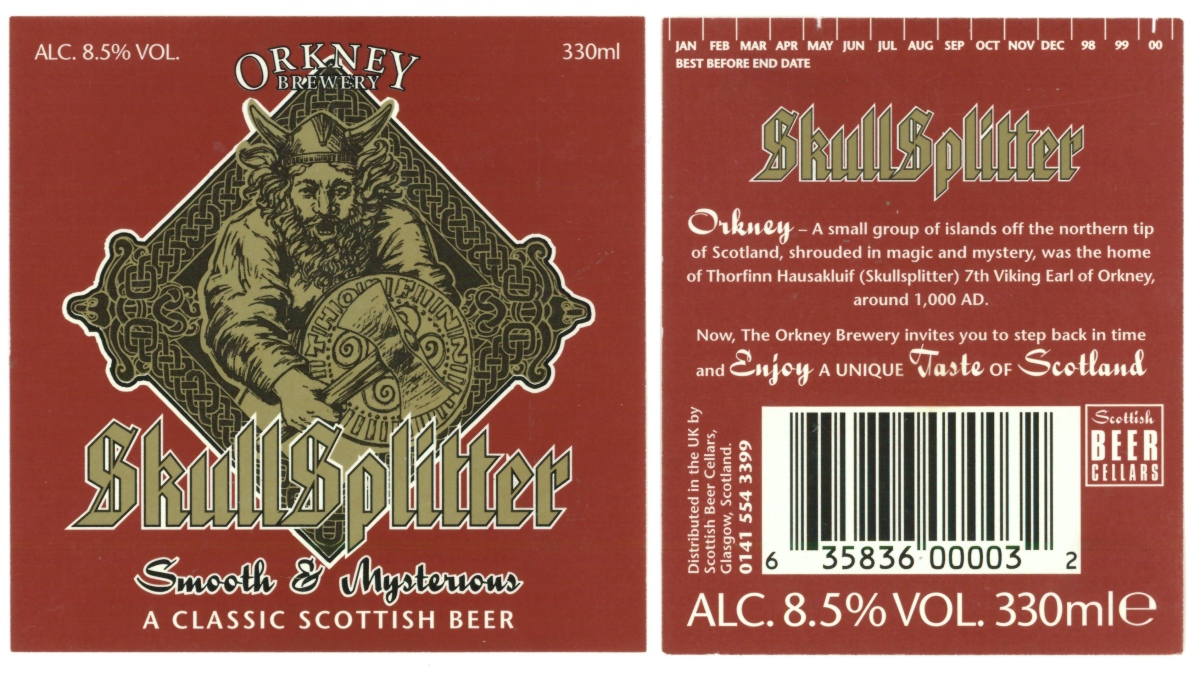 ALC. 8.5% VOL.
330ml
ORKNEY
BREWERY
SkullSplitter
Smooth & Mysterious
A CLASSIC SCOTTISH BEER
JAN FEB MAR APR MAY JUN JUL AUG SEP OCT NOV DEC 98 99 00
BEST BEFORE END DATE
SkullSplitter
Orkney – A small group of islands off the northern tip
of Scotland, shrouded in magic and mystery, was the home
of Thorfinn Hausakluif (Skullsplitter) 7th Viking Earl of Orkney,
around 1,000 AD.
Now, The Orkney Brewery invites you to step back in time
and Enjoy A UNIQUE Taste OF Scotland
Distributed in the UK by
Scottish Beer Cellars,
Glasgow, Scotland.
0141 554 3399
6 35836 00003 2
Scottish
BEER
CELLARS
ALC. 8.5% VOL. 330ml e